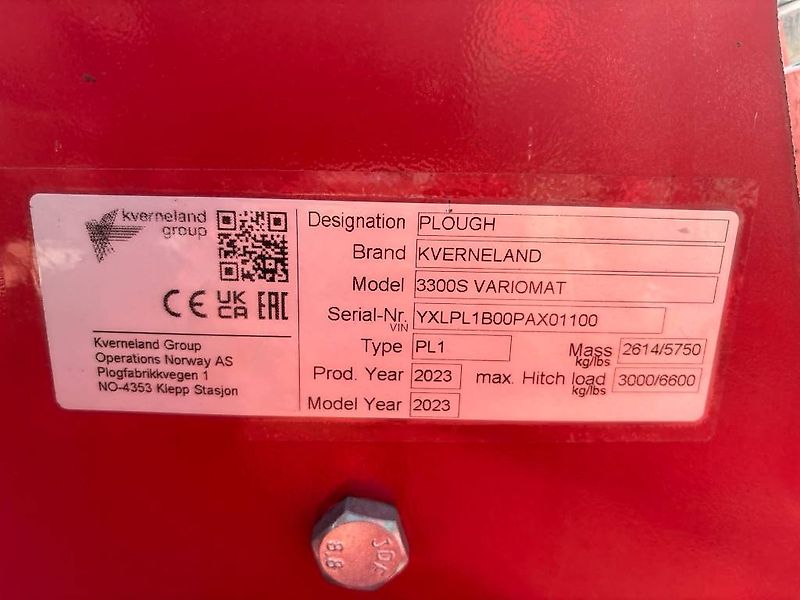 kverneland
group
CE UK
CA EAC
Kverneland Group
Operations Norway AS
Plogfabrikkvegen 1
NO-4353 Klepp Stasjon
Designation PLOUGH
Brand KVERNELAND
Model 3300S VARIOMAT
Serial-Nr. YXLPL1B00PAX01100
VIN
Type PL1 Mass 2614/5750
kg/lbs
Prod. Year 2023 max. Hitch load 3000/6600
kg/lbs
Model Year 2023
8.8